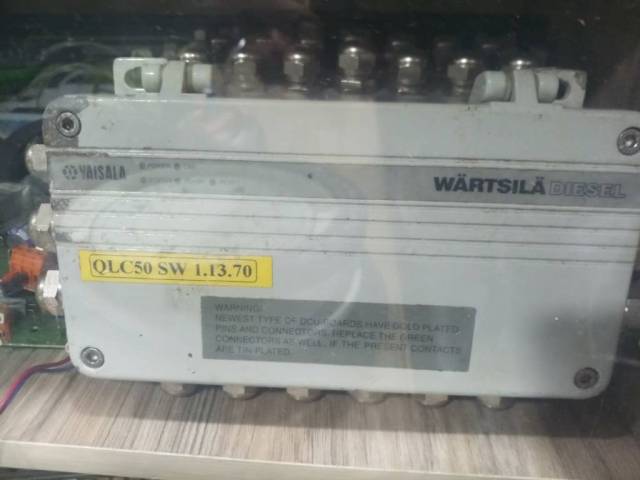 VAISALA
WÄRTSILÄ DIESEL
QLC50 SW 1.13.70
WARNING!
NEWEST TYPE OF DCU-BOARDS HAVE GOLD PLATED
PINS AND CONNECTORS. REPLACE THE GREEN
CONNECTORS AS WELL, IF THE PRESENT CONTACTS
ARE TIN-PLATED.